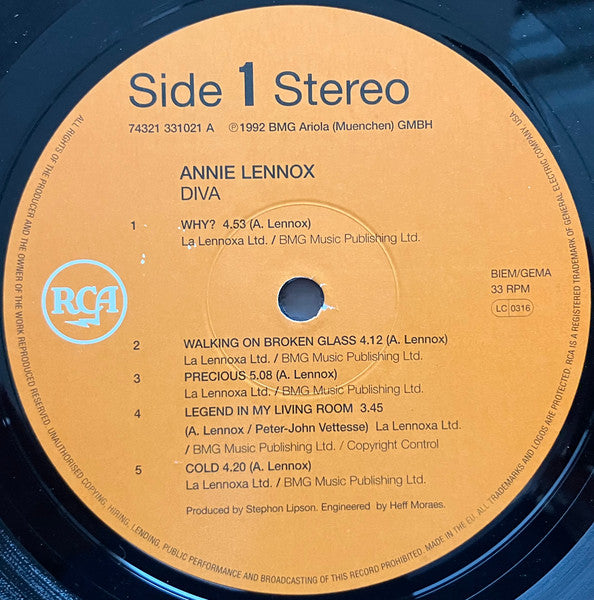 Side 1 Stereo
74321 331021 A ℗1992 BMG Ariola (Muenchen) GMBH
ANNIE LENNOX
DIVA
1 WHY? 4.53 (A. Lennox)
La Lennoxa Ltd. / BMG Music Publishing Ltd.
RCA
BIEM/GEMA
33 RPM
LC 0316
2 WALKING ON BROKEN GLASS 4.12 (A. Lennox)
La Lennoxa Ltd. / BMG Music Publishing Ltd.
3 PRECIOUS 5.08 (A. Lennox)
La Lennoxa Ltd. / BMG Music Publishing Ltd.
4 LEGEND IN MY LIVING ROOM 3.45
(A. Lennox / Peter-John Vettesse) La Lennoxa Ltd.
/ BMG Music Publishing Ltd. / Copyright Control
5 COLD 4.20 (A. Lennox)
La Lennoxa Ltd. / BMG Music Publishing Ltd.
Produced by Stephon Lipson. Engineered by Heff Moraes.
ALL RIGHTS OF THE PRODUCER AND THE OWNER OF THE WORK REPRODUCED RESERVED. UNAUTHORISED COPYING, HIRING, LENDING, PUBLIC PERFORMANCE AND BROADCASTING OF THIS RECORD PROHIBITED. MADE IN THE EU. ALL TRADEMARKS AND LOGOS ARE PROTECTED. RCA IS A REGISTERED TRADEMARK OF GENERAL ELECTRIC COMPANY, USA.